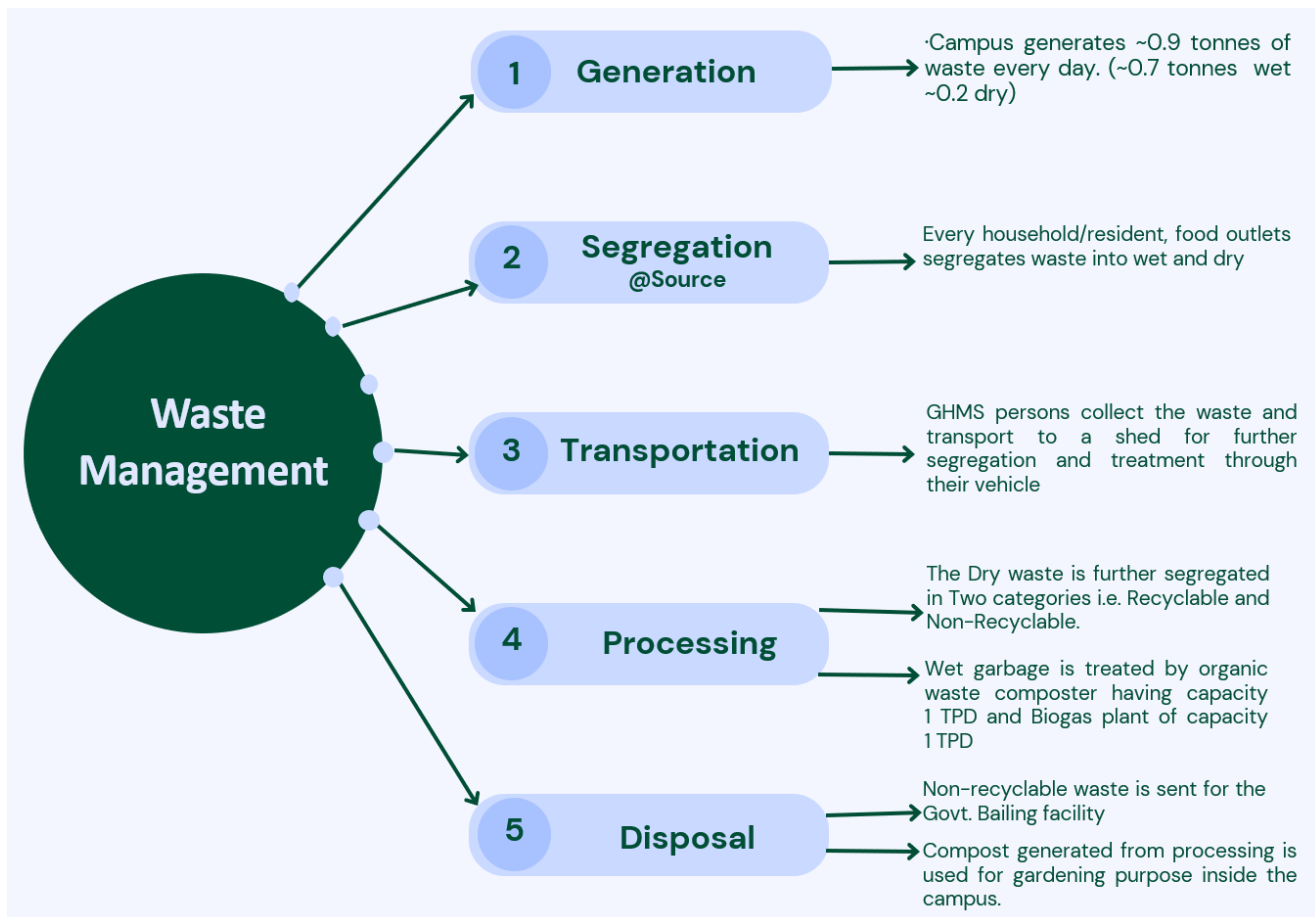 Waste
Management
1
Generation
·Campus generates ~0.9 tonnes of
waste every day. (~0.7 tonnes wet
~0.2 dry)
2
Segregation
@Source
Every household/resident, food outlets
segregates waste into wet and dry
3
Transportation
GHMS persons collect the waste and
transport to a shed for further
segregation and treatment through
their vehicle
4
Processing
The Dry waste is further segregated
in Two categories i.e. Recyclable and
Non-Recyclable.
Wet garbage is treated by organic
waste composter having capacity
1 TPD and Biogas plant of capacity
1 TPD
5
Disposal
Non-recyclable waste is sent for the
Govt. Bailing facility
Compost generated from processing is
used for gardening purpose inside the
campus.